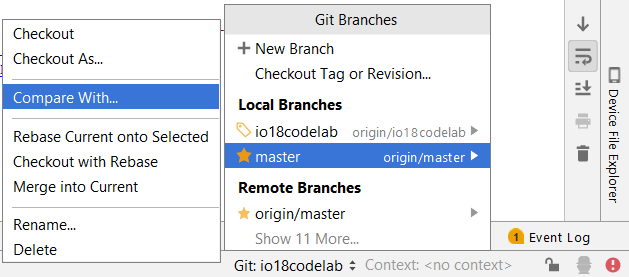 Checkout
Checkout As...
Compare With...
Rebase Current onto Selected
Checkout with Rebase
Merge into Current
Rename...
Delete
Git Branches
New Branch
Checkout Tag or Revision...
Local Branches
io18codelab origin/io18codelab
master origin/master
Remote Branches
origin/master
Show 11 More...
Device File Explorer
1 Event Log
Git: io18codelab Context: <no context>